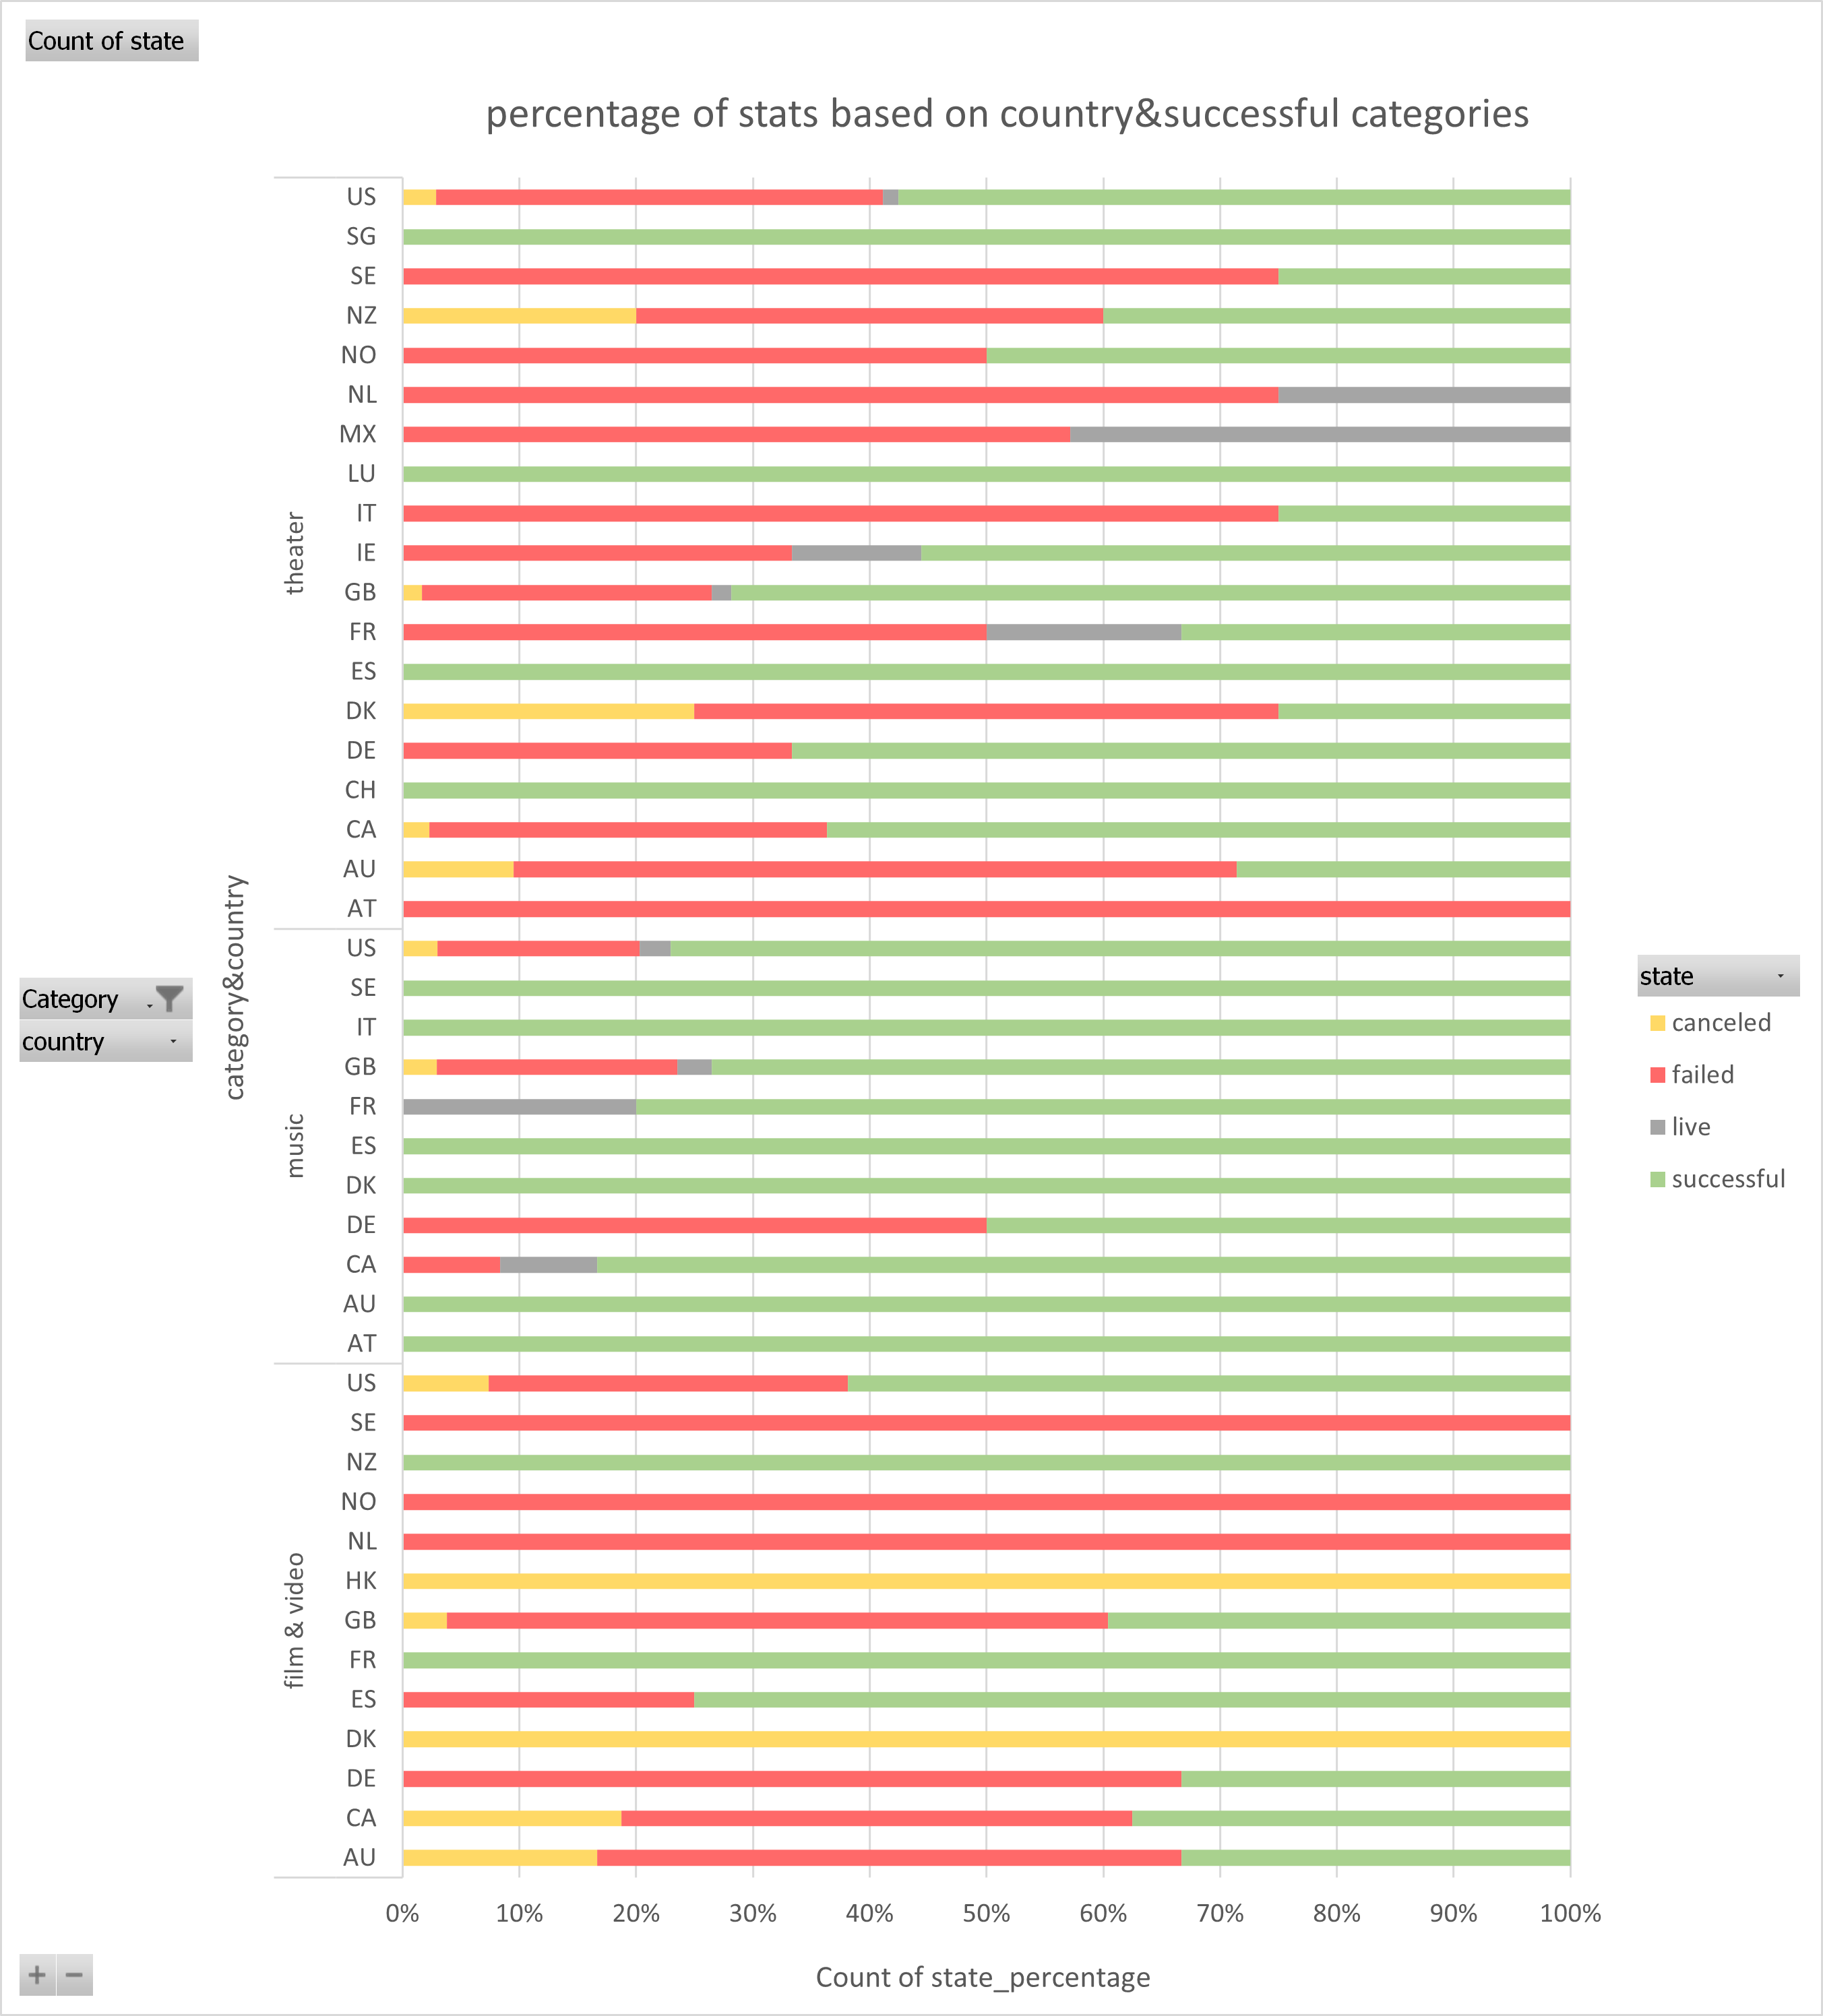 Count of state
percentage of stats based on country&successful categories
US
SG
SE
NZ
NO
NL
MX
LU
IT
IE
GB
FR
ES
DK
DE
CH
CA
AU
AT
theater
US
SE
IT
GB
FR
ES
DK
DE
CA
AU
AT
music
US
SE
NZ
NO
NL
HK
GB
FR
ES
DK
DE
CA
AU
film & video
category&country
Category
country
state
canceled
failed
live
successful
0% 10% 20% 30% 40% 50% 60% 70% 80% 90% 100%
Count of state_percentage
+ −